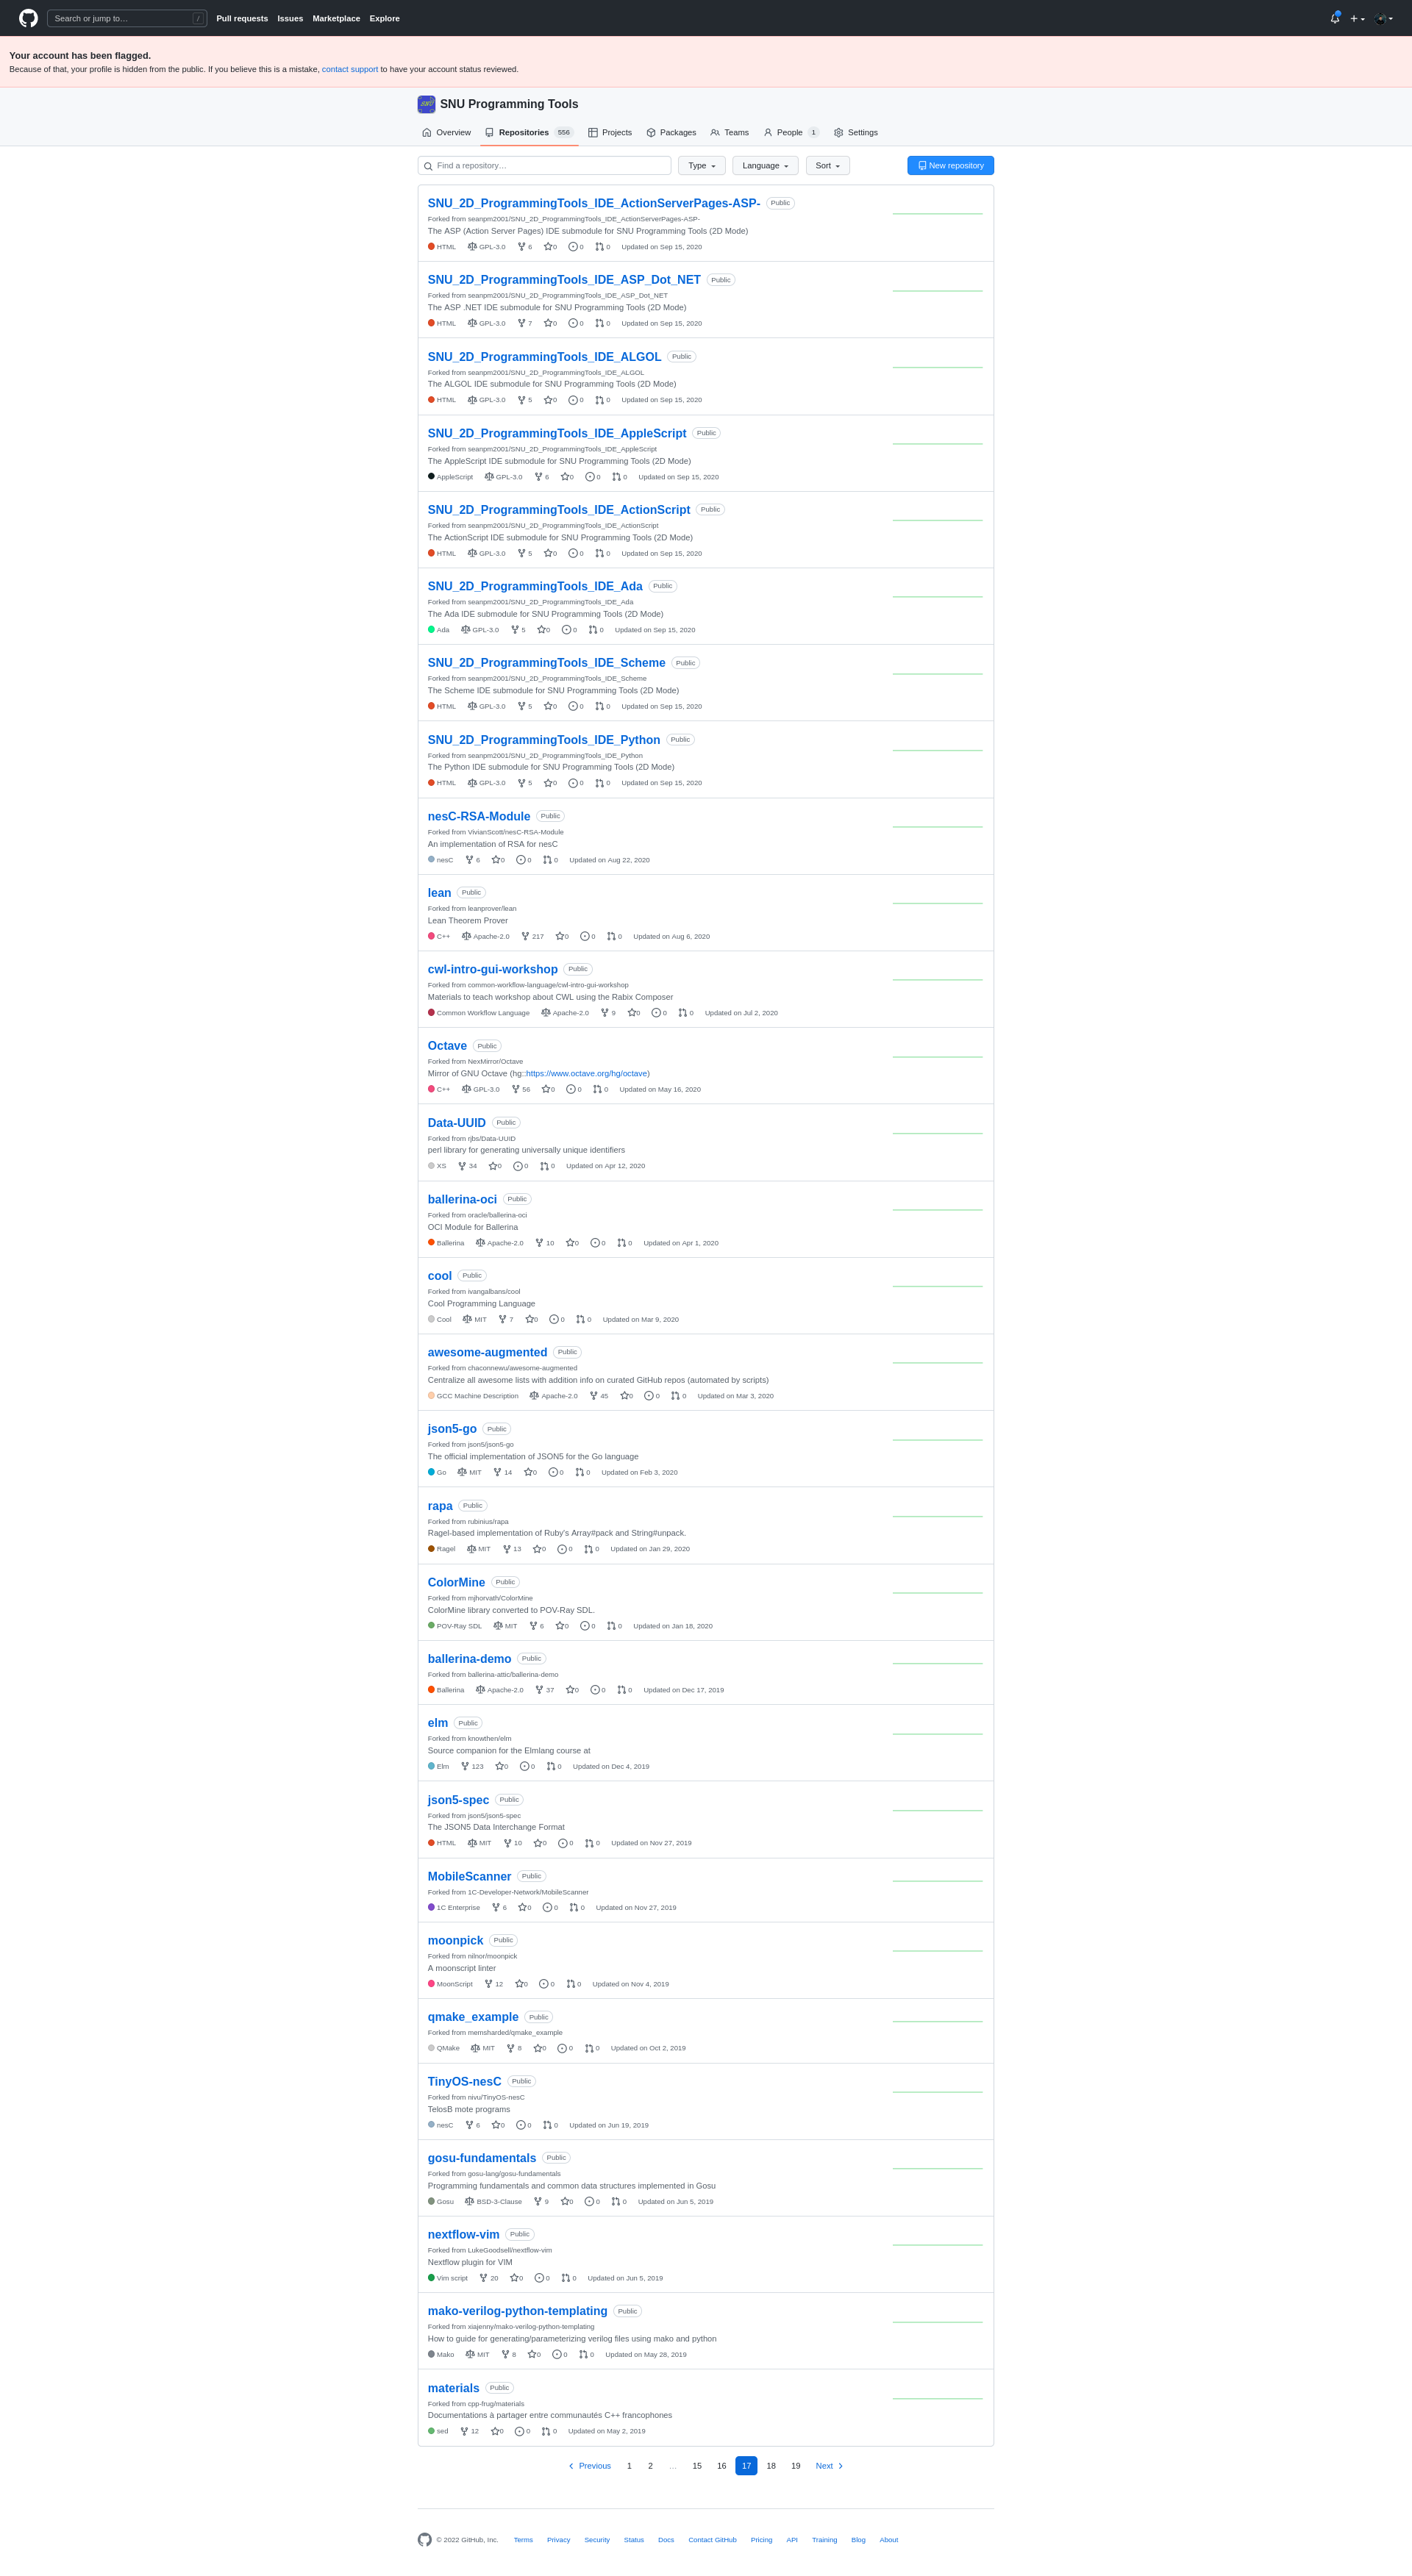 Search or jump to… /
Pull requests Issues Marketplace Explore
Your account has been flagged.
Because of that, your profile is hidden from the public. If you believe this is a mistake, contact support to have your account status reviewed.
SNU Programming Tools
Overview Repositories 556 Projects Packages Teams People 1 Settings
Find a repository… Type Language Sort New repository
SNU_2D_ProgrammingTools_IDE_ActionServerPages-ASP- Public
Forked from seanpm2001/SNU_2D_ProgrammingTools_IDE_ActionServerPages-ASP-
The ASP (Action Server Pages) IDE submodule for SNU Programming Tools (2D Mode)
HTML GPL-3.0 6 0 0 0 Updated on Sep 15, 2020
SNU_2D_ProgrammingTools_IDE_ASP_Dot_NET Public
Forked from seanpm2001/SNU_2D_ProgrammingTools_IDE_ASP_Dot_NET
The ASP .NET IDE submodule for SNU Programming Tools (2D Mode)
HTML GPL-3.0 7 0 0 0 Updated on Sep 15, 2020
SNU_2D_ProgrammingTools_IDE_ALGOL Public
Forked from seanpm2001/SNU_2D_ProgrammingTools_IDE_ALGOL
The ALGOL IDE submodule for SNU Programming Tools (2D Mode)
HTML GPL-3.0 5 0 0 0 Updated on Sep 15, 2020
SNU_2D_ProgrammingTools_IDE_AppleScript Public
Forked from seanpm2001/SNU_2D_ProgrammingTools_IDE_AppleScript
The AppleScript IDE submodule for SNU Programming Tools (2D Mode)
AppleScript GPL-3.0 6 0 0 0 Updated on Sep 15, 2020
SNU_2D_ProgrammingTools_IDE_ActionScript Public
Forked from seanpm2001/SNU_2D_ProgrammingTools_IDE_ActionScript
The ActionScript IDE submodule for SNU Programming Tools (2D Mode)
HTML GPL-3.0 5 0 0 0 Updated on Sep 15, 2020
SNU_2D_ProgrammingTools_IDE_Ada Public
Forked from seanpm2001/SNU_2D_ProgrammingTools_IDE_Ada
The Ada IDE submodule for SNU Programming Tools (2D Mode)
Ada GPL-3.0 5 0 0 0 Updated on Sep 15, 2020
SNU_2D_ProgrammingTools_IDE_Scheme Public
Forked from seanpm2001/SNU_2D_ProgrammingTools_IDE_Scheme
The Scheme IDE submodule for SNU Programming Tools (2D Mode)
HTML GPL-3.0 5 0 0 0 Updated on Sep 15, 2020
SNU_2D_ProgrammingTools_IDE_Python Public
Forked from seanpm2001/SNU_2D_ProgrammingTools_IDE_Python
The Python IDE submodule for SNU Programming Tools (2D Mode)
HTML GPL-3.0 5 0 0 0 Updated on Sep 15, 2020
nesC-RSA-Module Public
Forked from VivianScott/nesC-RSA-Module
An implementation of RSA for nesC
nesC 6 0 0 0 Updated on Aug 22, 2020
lean Public
Forked from leanprover/lean
Lean Theorem Prover
C++ Apache-2.0 217 0 0 0 Updated on Aug 6, 2020
cwl-intro-gui-workshop Public
Forked from common-workflow-language/cwl-intro-gui-workshop
Materials to teach workshop about CWL using the Rabix Composer
Common Workflow Language Apache-2.0 9 0 0 0 Updated on Jul 2, 2020
Octave Public
Forked from NexMirror/Octave
Mirror of GNU Octave (hg::https://www.octave.org/hg/octave)
C++ GPL-3.0 56 0 0 0 Updated on May 16, 2020
Data-UUID Public
Forked from rjbs/Data-UUID
perl library for generating universally unique identifiers
XS 34 0 0 0 Updated on Apr 12, 2020
ballerina-oci Public
Forked from oracle/ballerina-oci
OCI Module for Ballerina
Ballerina Apache-2.0 10 0 0 0 Updated on Apr 1, 2020
cool Public
Forked from ivangalbans/cool
Cool Programming Language
Cool MIT 7 0 0 0 Updated on Mar 9, 2020
awesome-augmented Public
Forked from chaconnewu/awesome-augmented
Centralize all awesome lists with addition info on curated GitHub repos (automated by scripts)
GCC Machine Description Apache-2.0 45 0 0 0 Updated on Mar 3, 2020
json5-go Public
Forked from json5/json5-go
The official implementation of JSON5 for the Go language
Go MIT 14 0 0 0 Updated on Feb 3, 2020
rapa Public
Forked from rubinius/rapa
Ragel-based implementation of Ruby's Array#pack and String#unpack.
Ragel MIT 13 0 0 0 Updated on Jan 29, 2020
ColorMine Public
Forked from mjhorvath/ColorMine
ColorMine library converted to POV-Ray SDL.
POV-Ray SDL MIT 6 0 0 0 Updated on Jan 18, 2020
ballerina-demo Public
Forked from ballerina-attic/ballerina-demo
Ballerina Apache-2.0 37 0 0 0 Updated on Dec 17, 2019
elm Public
Forked from knowthen/elm
Source companion for the Elmlang course at
Elm 123 0 0 0 Updated on Dec 4, 2019
json5-spec Public
Forked from json5/json5-spec
The JSON5 Data Interchange Format
HTML MIT 10 0 0 0 Updated on Nov 27, 2019
MobileScanner Public
Forked from 1C-Developer-Network/MobileScanner
1C Enterprise 6 0 0 0 Updated on Nov 27, 2019
moonpick Public
Forked from nilnor/moonpick
A moonscript linter
MoonScript 12 0 0 0 Updated on Nov 4, 2019
qmake_example Public
Forked from memsharded/qmake_example
QMake MIT 8 0 0 0 Updated on Oct 2, 2019
TinyOS-nesC Public
Forked from nivu/TinyOS-nesC
TelosB mote programs
nesC 6 0 0 0 Updated on Jun 19, 2019
gosu-fundamentals Public
Forked from gosu-lang/gosu-fundamentals
Programming fundamentals and common data structures implemented in Gosu
Gosu BSD-3-Clause 9 0 0 0 Updated on Jun 5, 2019
nextflow-vim Public
Forked from LukeGoodsell/nextflow-vim
Nextflow plugin for VIM
Vim script 20 0 0 0 Updated on Jun 5, 2019
mako-verilog-python-templating Public
Forked from xiajenny/mako-verilog-python-templating
How to guide for generating/parameterizing verilog files using mako and python
Mako MIT 8 0 0 0 Updated on May 28, 2019
materials Public
Forked from cpp-frug/materials
Documentations à partager entre communautés C++ francophones
sed 12 0 0 0 Updated on May 2, 2019
Previous 1 2 … 15 16 17 18 19 Next
© 2022 GitHub, Inc. Terms Privacy Security Status Docs Contact GitHub Pricing API Training Blog About